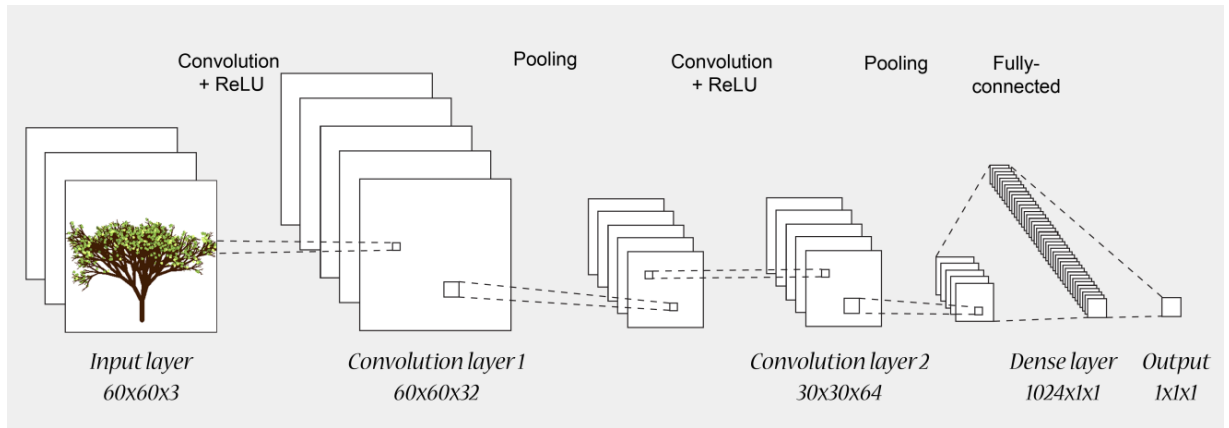 Convolution
+ ReLU
Pooling
Convolution
+ ReLU
Pooling
Fully-
connected
Input layer
60x60x3
Convolution layer 1
60x60x32
Convolution layer 2
30x30x64
Dense layer
1024x1x1
Output
1x1x1